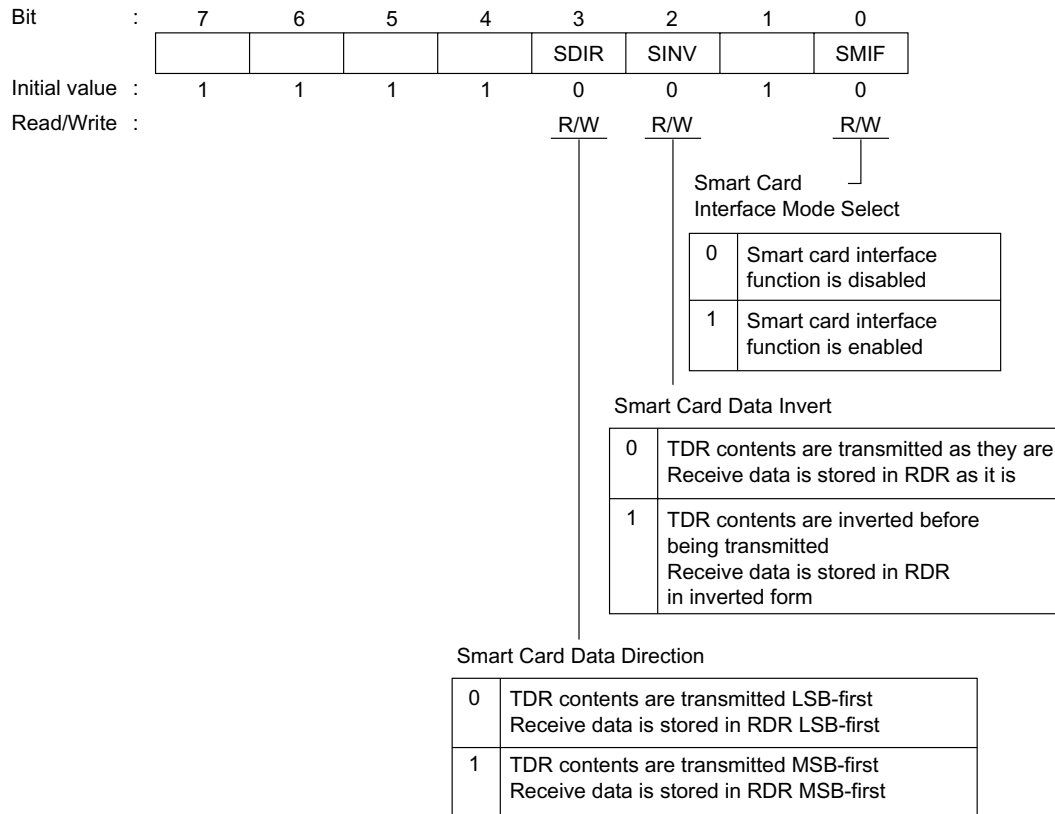 Bit : 7 6 5 4 3 2 1 0
SDIR SINV SMIF
Initial value : 1 1 1 1 0 0 1 0
Read/Write : R/W R/W R/W
Smart Card
Interface Mode Select
0 Smart card interface
function is disabled
1 Smart card interface
function is enabled
Smart Card Data Invert
0 TDR contents are transmitted as they are
Receive data is stored in RDR as it is
1 TDR contents are inverted before
being transmitted
Receive data is stored in RDR
in inverted form
Smart Card Data Direction
0 TDR contents are transmitted LSB-first
Receive data is stored in RDR LSB-first
1 TDR contents are transmitted MSB-first
Receive data is stored in RDR MSB-first